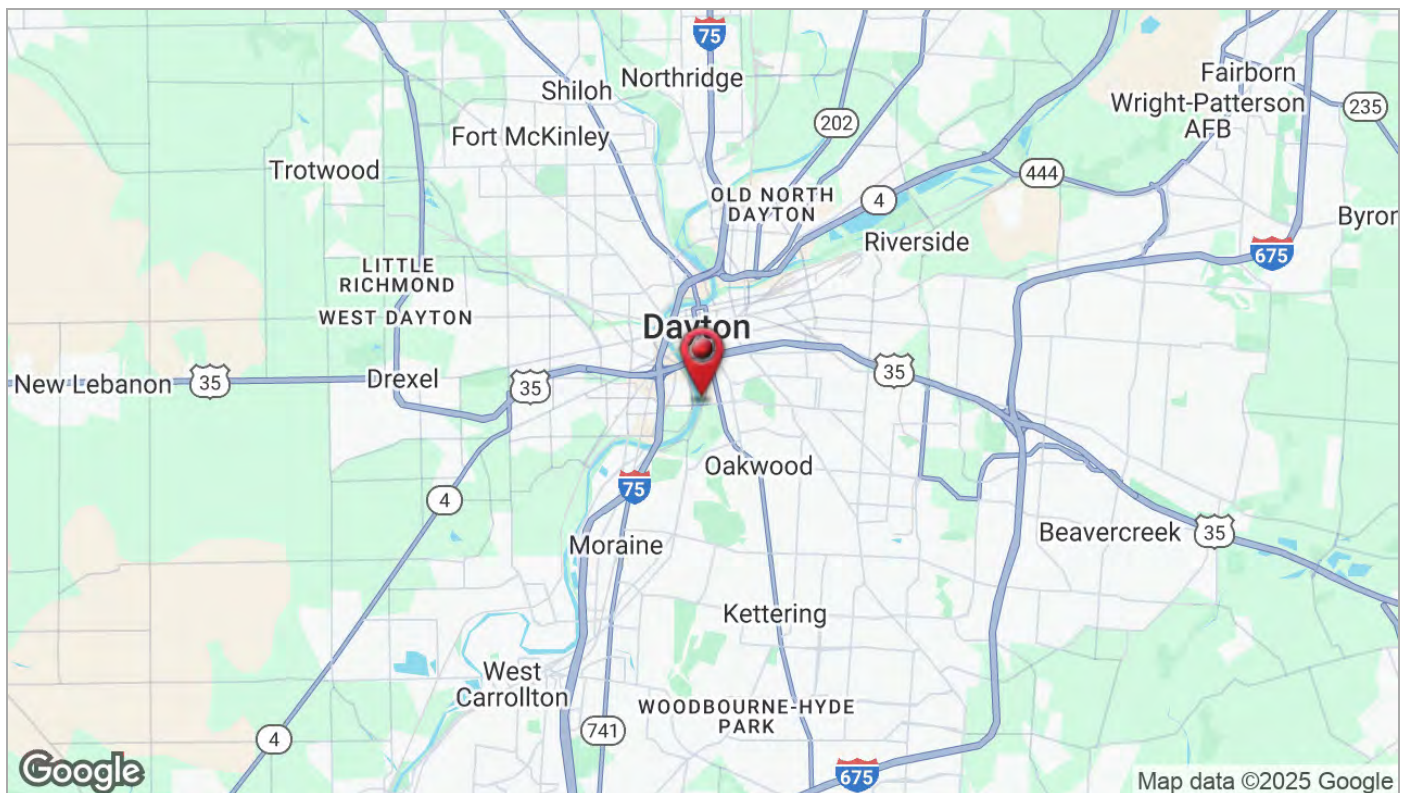 75
Northridge
Fairborn
Shiloh
Wright-Patterson
AFB
235
202
Fort McKinley
Trotwood
444
OLD NORTH
DAYTON
4
Byron
Riverside
675
LITTLE
RICHMOND
WEST DAYTON
Dayton
New Lebanon
35
Drexel
35
35
Oakwood
75
4
Moraine
Beavercreek
35
Kettering
West
Carrollton
WOODBOURNE-HYDE
PARK
741
4
675
Google
Map data ©2025 Google